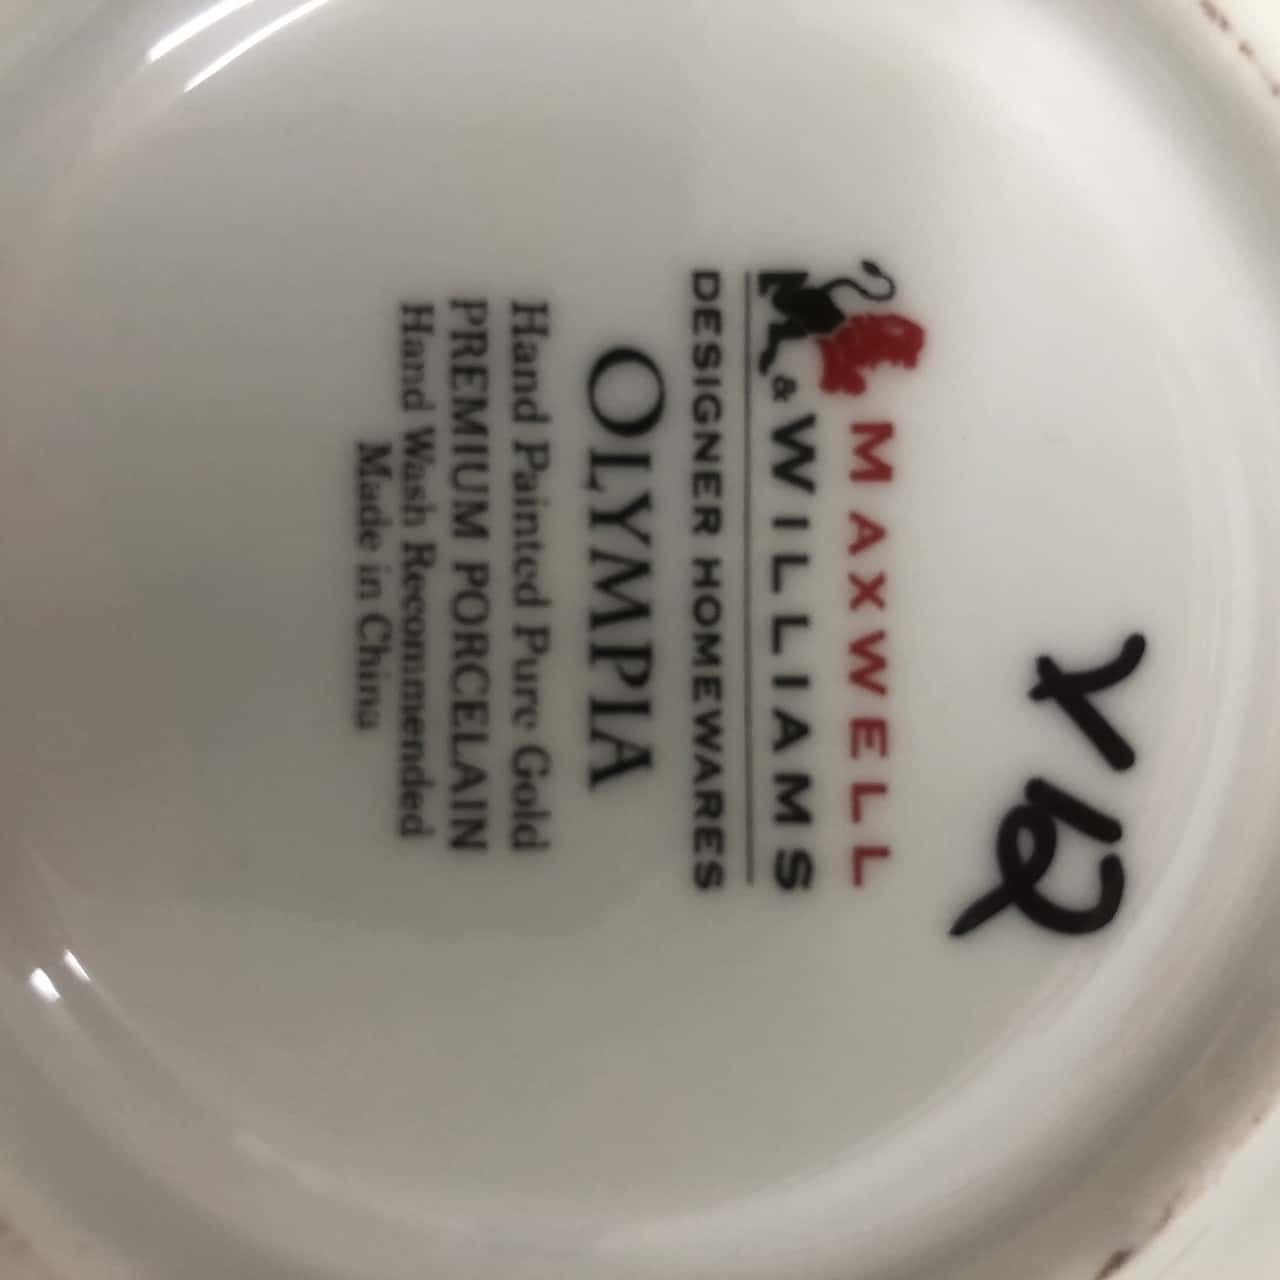 MAXWELL
& WILLIAMS
DESIGNER HOMEWARES
OLYMPIA
Hand Painted Pure Gold
PREMIUM PORCELAIN
Hand Wash Recommended
Made in China